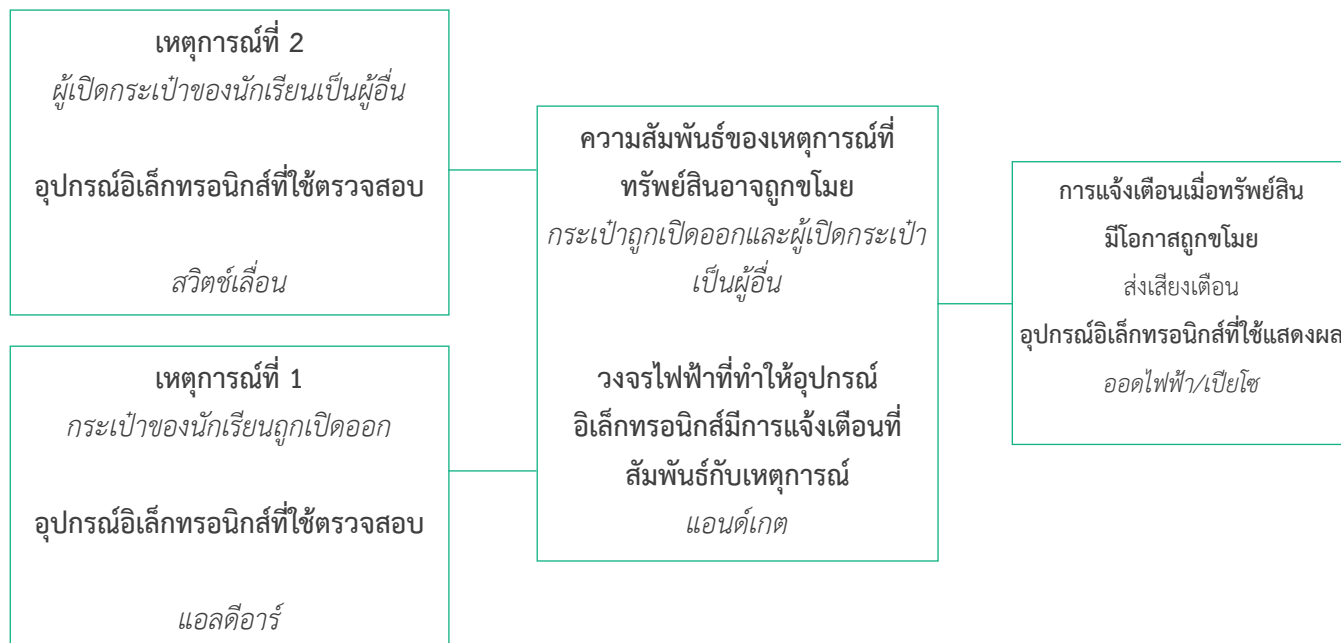 เหตุการณ์ที่ 2
ผู้เปิดกระเป๋าของนักเรียนเป็นผู้อื่น
อุปกรณ์อิเล็กทรอนิกส์ที่ใช้ตรวจสอบ
สวิตช์เลื่อน
เหตุการณ์ที่ 1
กระเป๋าของนักเรียนถูกเปิดออก
อุปกรณ์อิเล็กทรอนิกส์ที่ใช้ตรวจสอบ
แอลดีอาร์
ความสัมพันธ์ของเหตุการณ์ที่
ทรัพย์สินอาจถูกขโมย
กระเป๋าถูกเปิดออกและผู้เปิดกระเป๋า
เป็นผู้อื่น
วงจรไฟฟ้าที่ทำให้อุปกรณ์
อิเล็กทรอนิกส์มีการแจ้งเตือนที่
สัมพันธ์กับเหตุการณ์
แอนด์เกต
การแจ้งเตือนเมื่อทรัพย์สิน
มีโอกาสถูกขโมย
ส่งเสียงเตือน
อุปกรณ์อิเล็กทรอนิกส์ที่ใช้แสดงผล
ออดไฟฟ้า/เปียโซ